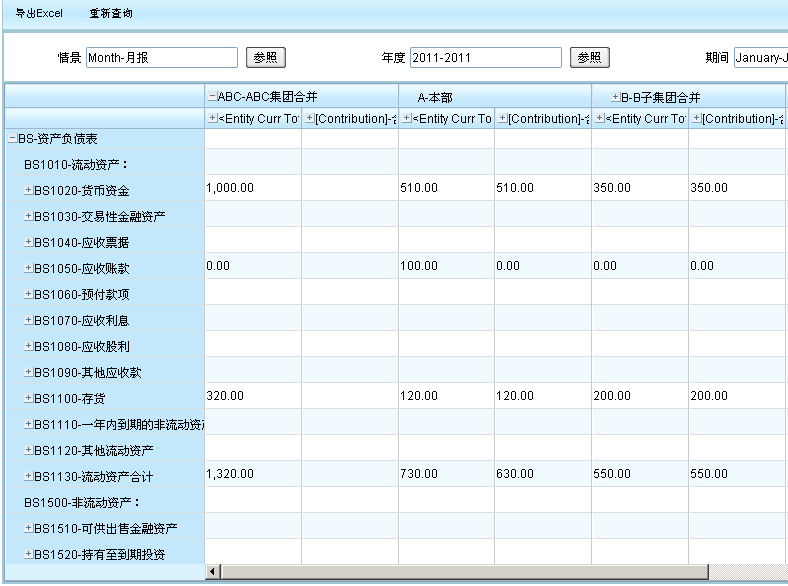 导出Excel 重新查询
情景 Month-月报 参照 年度 2011-2011 参照 期间 January-J
ABC-ABC集团合并 A-本部 B-B子集团合并
<Entity Curr To [Contribution]- <Entity Curr To [Contribution]- <Entity Curr To [Contribution]-
BS-资产负债表
BS1010-流动资产：
BS1020-货币资金 1,000.00 510.00 510.00 350.00 350.00
BS1030-交易性金融资产
BS1040-应收票据
BS1050-应收账款 0.00 100.00 0.00 0.00 0.00
BS1060-预付款项
BS1070-应收利息
BS1080-应收股利
BS1090-其他应收款
BS1100-存货 320.00 120.00 120.00 200.00 200.00
BS1110-一年内到期的非流动资
BS1120-其他流动资产
BS1130-流动资产合计 1,320.00 730.00 630.00 550.00 550.00
BS1500-非流动资产：
BS1510-可供出售金融资产
BS1520-持有至到期投资